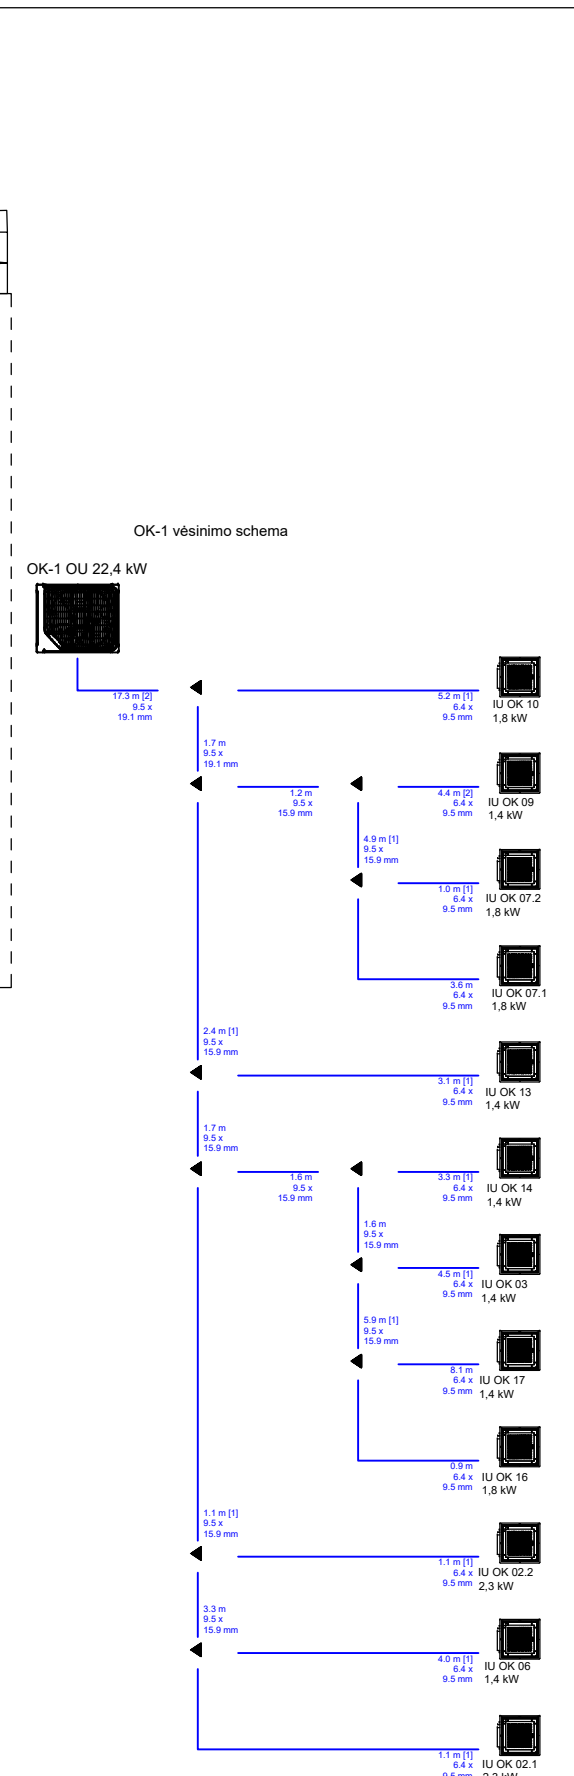 OK-1 vėsinimo schema
OK-1 OU 22,4 kW
17.3 m [2]
9.5 x
19.1 mm
5.2 m [1]
6.4 x
9.5 mm
IU OK 10
1,8 kW
1.7 m
9.5 x
19.1 mm
1.2 m
9.5 x
15.9 mm
4.4 m [2]
6.4 x
9.5 mm
IU OK 09
1,4 kW
4.9 m [1]
9.5 x
15.9 mm
1.0 m [1]
6.4 x
9.5 mm
IU OK 07.2
1,8 kW
3.6 m
6.4 x
9.5 mm
IU OK 07.1
1,8 kW
2.4 m [1]
9.5 x
15.9 mm
3.1 m [1]
6.4 x
9.5 mm
IU OK 13
1,4 kW
1.7 m
9.5 x
15.9 mm
1.6 m
9.5 x
15.9 mm
3.3 m [1]
6.4 x
9.5 mm
IU OK 14
1,4 kW
1.6 m
9.5 x
15.9 mm
4.5 m [1]
6.4 x
9.5 mm
IU OK 03
1,4 kW
5.9 m [1]
9.5 x
15.9 mm
8.1 m
6.4 x
9.5 mm
IU OK 17
1,4 kW
0.9 m
6.4 x
9.5 mm
IU OK 16
1,8 kW
1.1 m [1]
9.5 x
15.9 mm
1.1 m [1]
6.4 x
9.5 mm
IU OK 02.2
2,3 kW
3.3 m
9.5 x
15.9 mm
4.0 m [1]
6.4 x
9.5 mm
IU OK 06
1,4 kW
1.1 m [1]
6.4 x
9.5 mm
IU OK 02.1
2,3 kW